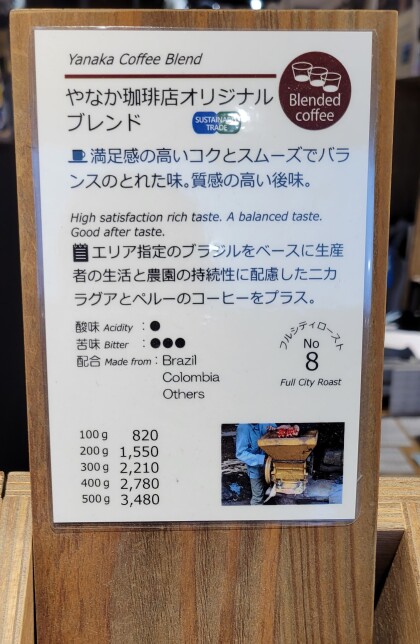 Yanaka Coffee Blend
やなか珈琲店オリジナル
ブレンド
SUSTAINABLE
TRADE
Blended
coffee
満足感の高いコクとスムーズでバラ
ンスのとれた味。質感の高い後味。
High satisfaction rich taste. A balanced taste.
Good after taste.
エリア指定のブラジルをベースに生産
者の生活と農園の持続性に配慮したニカ
ラグアとペルーのコーヒーをプラス。
酸味 Acidity : ●
苦味 Bitter : ●●●
配合 Made from : Brazil
Colombia
Others
フルシティロースト
No
8
Full City Roast
100g 820
200g 1,550
300g 2,210
400g 2,780
500g 3,480